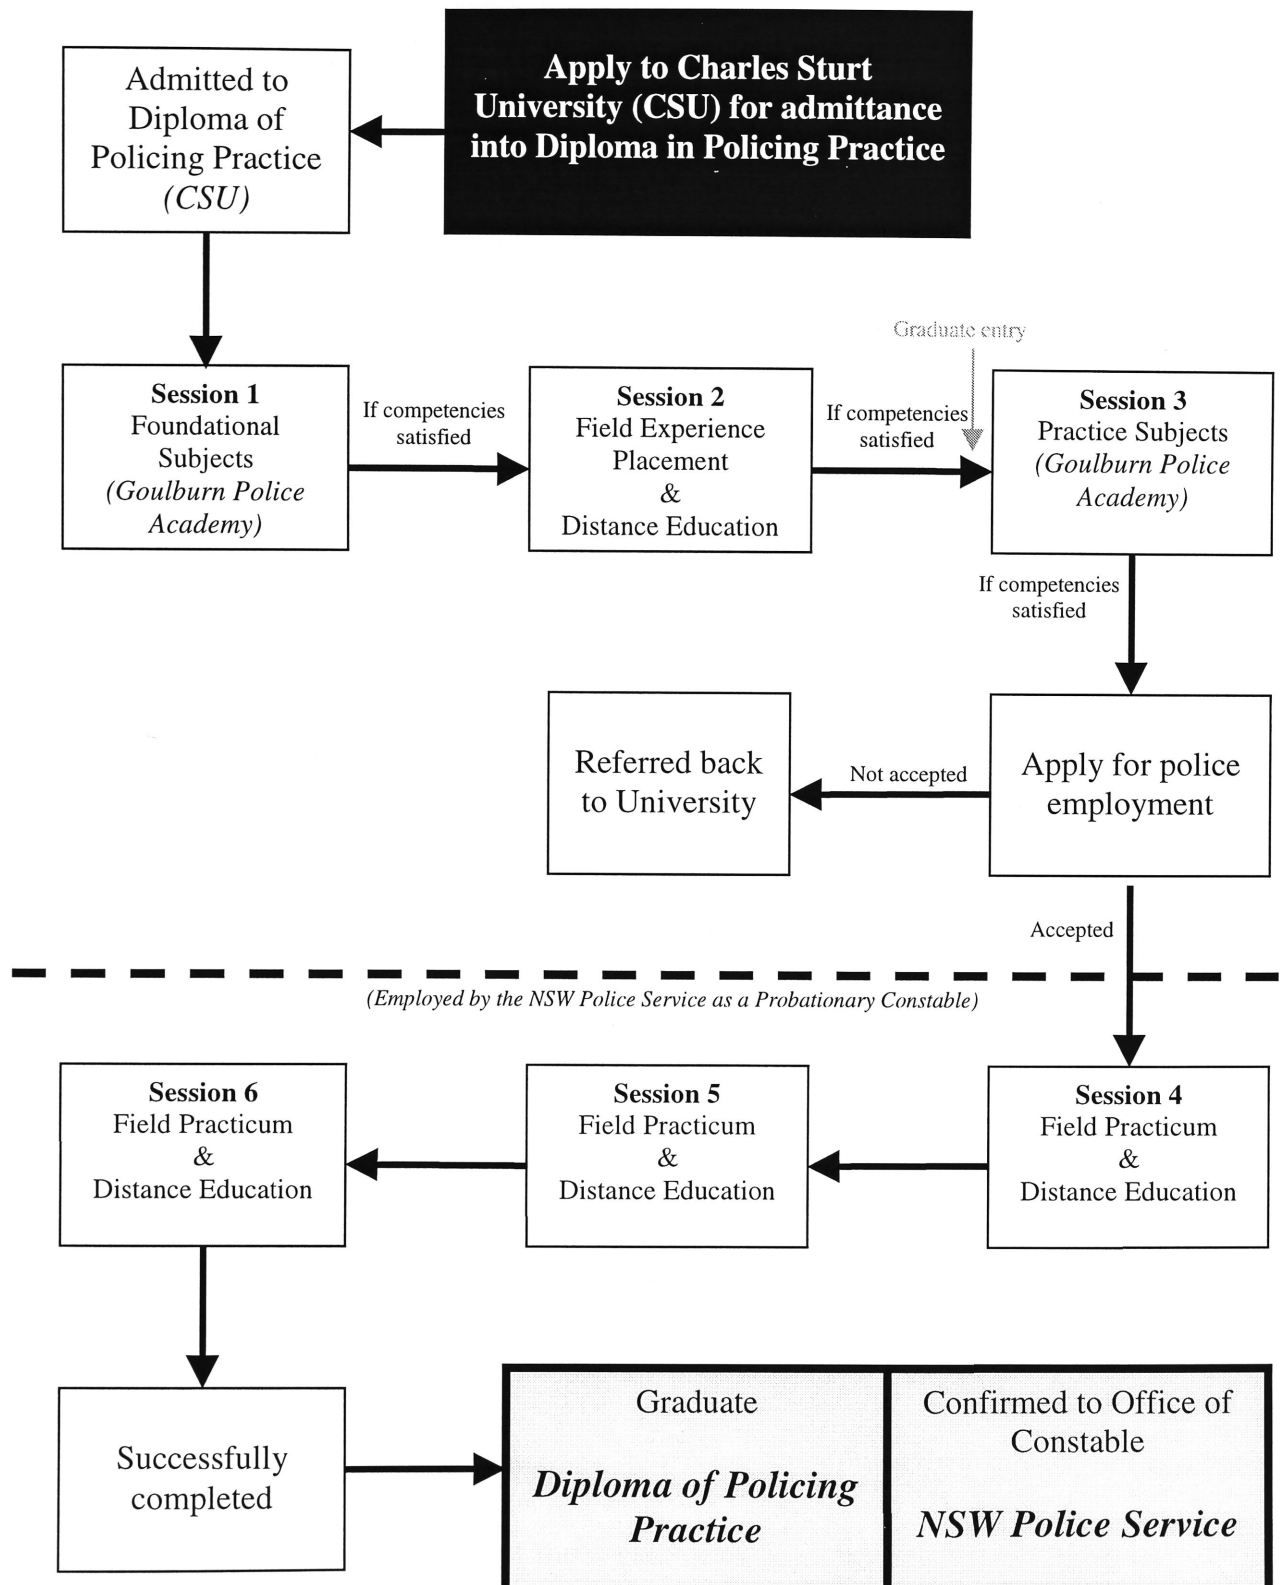 Apply to Charles Sturt
University (CSU) for admittance
into Diploma in Policing Practice
Admitted to
Diploma of
Policing Practice
(CSU)
Graduate entry
Session 1
Foundational
Subjects
(Goulburn Police
Academy)
If competencies
satisfied
Session 2
Field Experience
Placement
&
Distance Education
If competencies
satisfied
Session 3
Practice Subjects
(Goulburn Police
Academy)
If competencies
satisfied
Apply for police
employment
Not accepted
Referred back
to University
Accepted
(Employed by the NSW Police Service as a Probationary Constable)
Session 4
Field Practicum
&
Distance Education
Session 5
Field Practicum
&
Distance Education
Session 6
Field Practicum
&
Distance Education
Successfully
completed
Graduate
Diploma of Policing
Practice
Confirmed to Office of
Constable
NSW Police Service